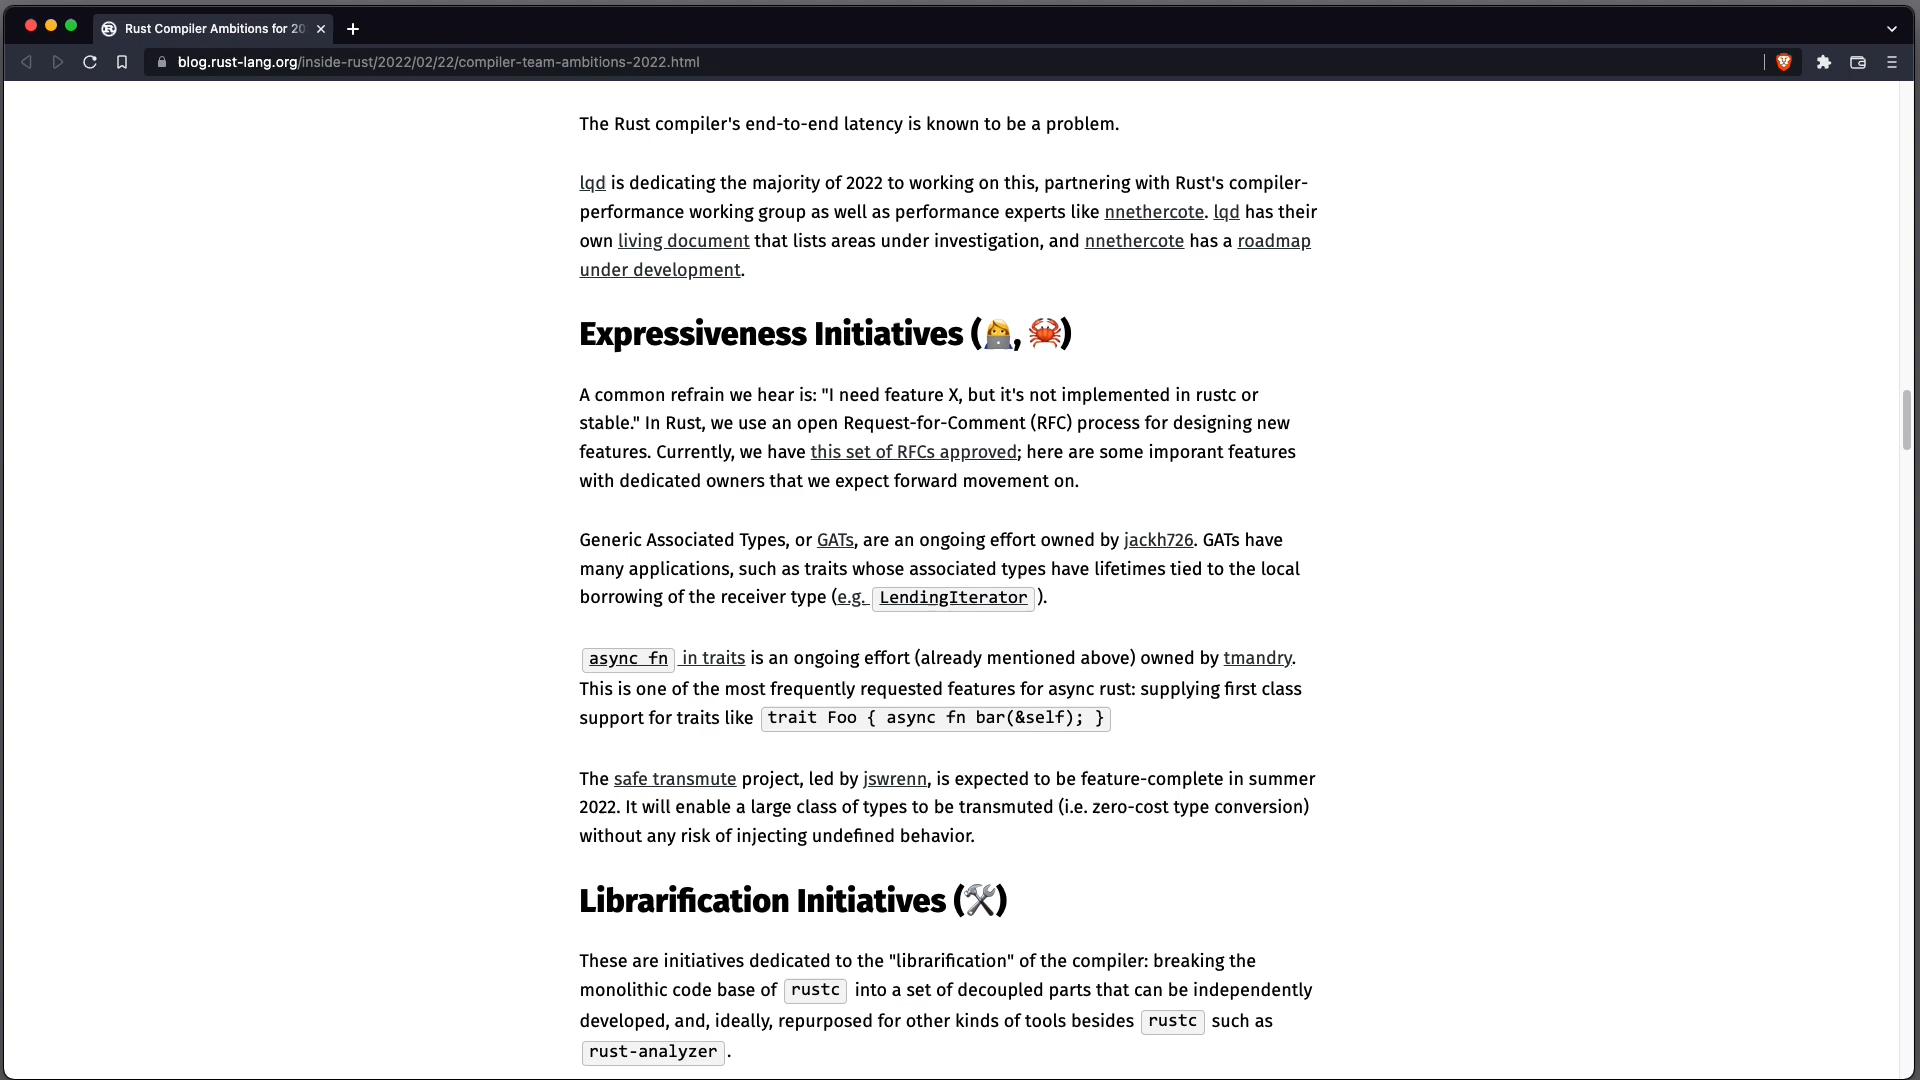 Rust Compiler Ambitions for 20
blog.rust-lang.org/inside-rust/2022/02/22/compiler-team-ambitions-2022.html
The Rust compiler's end-to-end latency is known to be a problem.
lqd is dedicating the majority of 2022 to working on this, partnering with Rust's compiler-
performance working group as well as performance experts like nnethercote. lqd has their
own living document that lists areas under investigation, and nnethercote has a roadmap
under development.
Expressiveness Initiatives (👩‍💻, 🦀)
A common refrain we hear is: "I need feature X, but it's not implemented in rustc or
stable." In Rust, we use an open Request-for-Comment (RFC) process for designing new
features. Currently, we have this set of RFCs approved; here are some imporant features
with dedicated owners that we expect forward movement on.
Generic Associated Types, or GATs, are an ongoing effort owned by jackh726. GATs have
many applications, such as traits whose associated types have lifetimes tied to the local
borrowing of the receiver type (e.g. LendingIterator ).
async fn in traits is an ongoing effort (already mentioned above) owned by tmandry.
This is one of the most frequently requested features for async rust: supplying first class
support for traits like trait Foo { async fn bar(&self); }
The safe transmute project, led by jswrenn, is expected to be feature-complete in summer
2022. It will enable a large class of types to be transmuted (i.e. zero-cost type conversion)
without any risk of injecting undefined behavior.
Librarification Initiatives (🛠️)
These are initiatives dedicated to the "librarification" of the compiler: breaking the
monolithic code base of rustc into a set of decoupled parts that can be independently
developed, and, ideally, repurposed for other kinds of tools besides rustc such as
rust-analyzer .